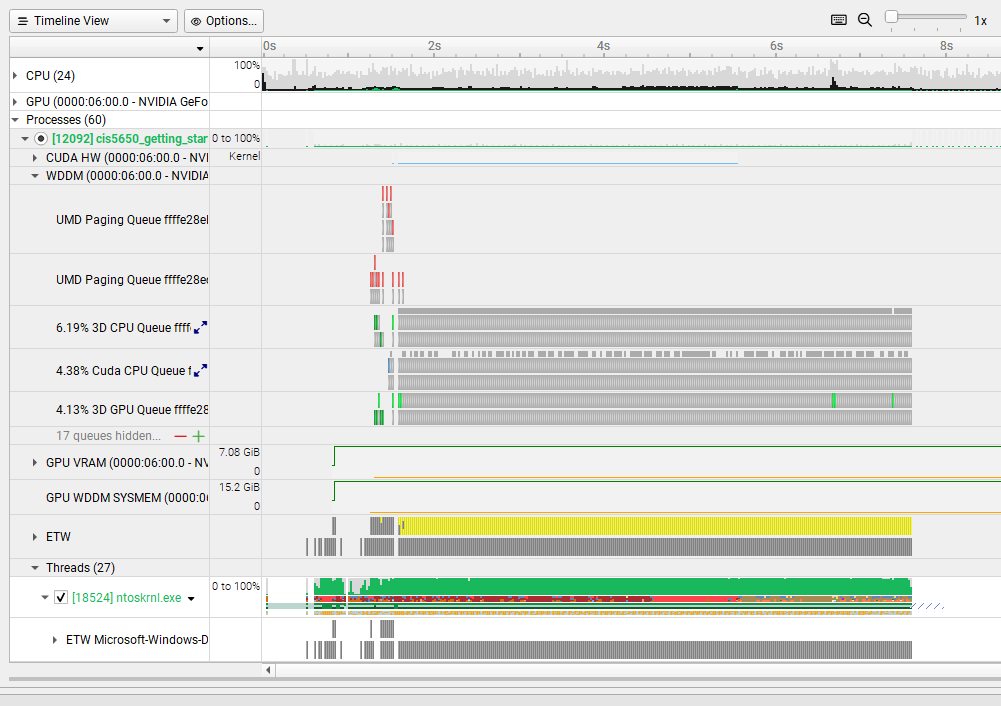 Timeline View
Options...
1x
0s 2s 4s 6s 8s
CPU (24)
100%
0
GPU (0000:06:00.0 - NVIDIA GeFo
Processes (60)
[12092] cis5650_getting_star
0 to 100%
CUDA HW (0000:06:00.0 - NVI
Kernel
WDDM (0000:06:00.0 - NVIDIA
UMD Paging Queue ffffe28el
UMD Paging Queue ffffe28e
6.19% 3D CPU Queue ffff
4.38% Cuda CPU Queue f
4.13% 3D GPU Queue ffffe28
17 queues hidden...
GPU VRAM (0000:06:00.0 - NV
7.08 GiB
0
GPU WDDM SYSMEM (0000:0
15.2 GiB
0
ETW
Threads (27)
[18524] ntoskrnl.exe
0 to 100%
ETW Microsoft-Windows-D